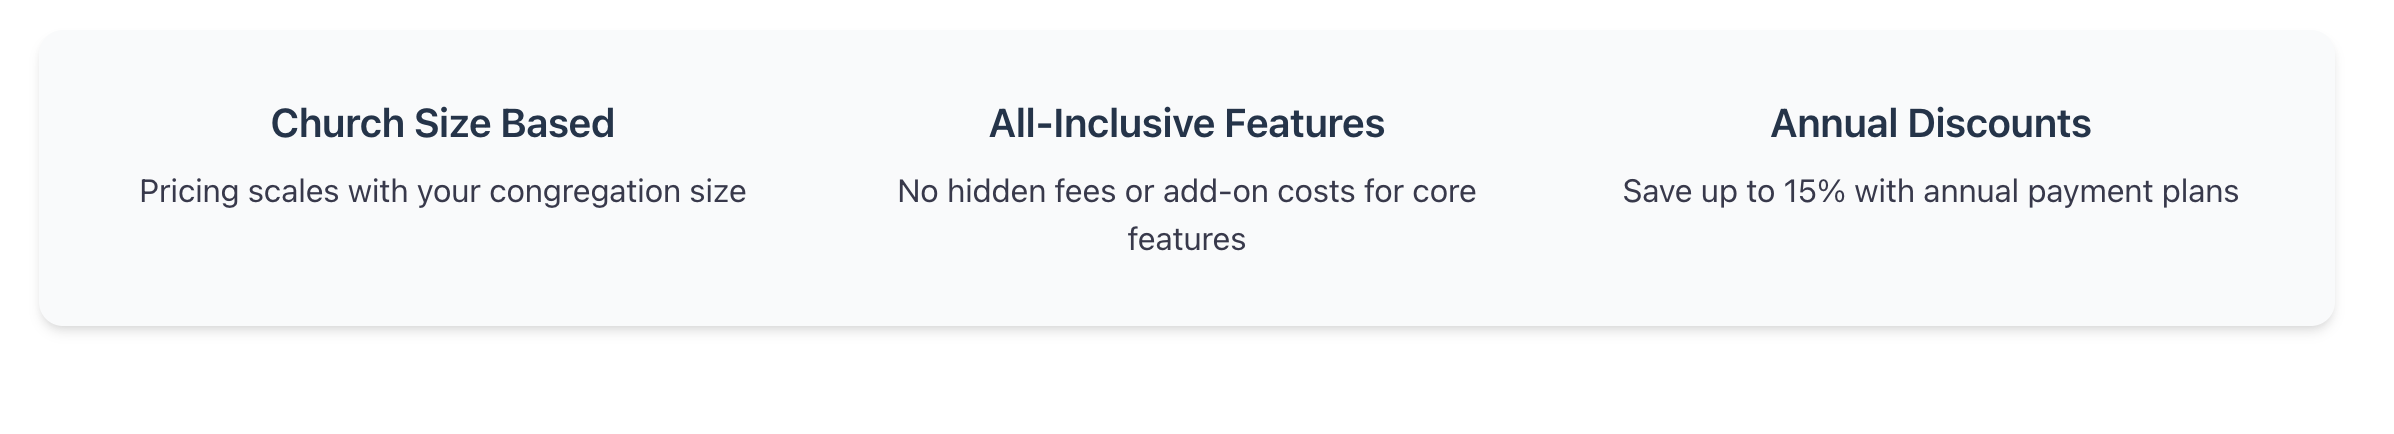 Church Size Based
Pricing scales with your congregation size
All-Inclusive Features
No hidden fees or add-on costs for core
features
Annual Discounts
Save up to 15% with annual payment plans